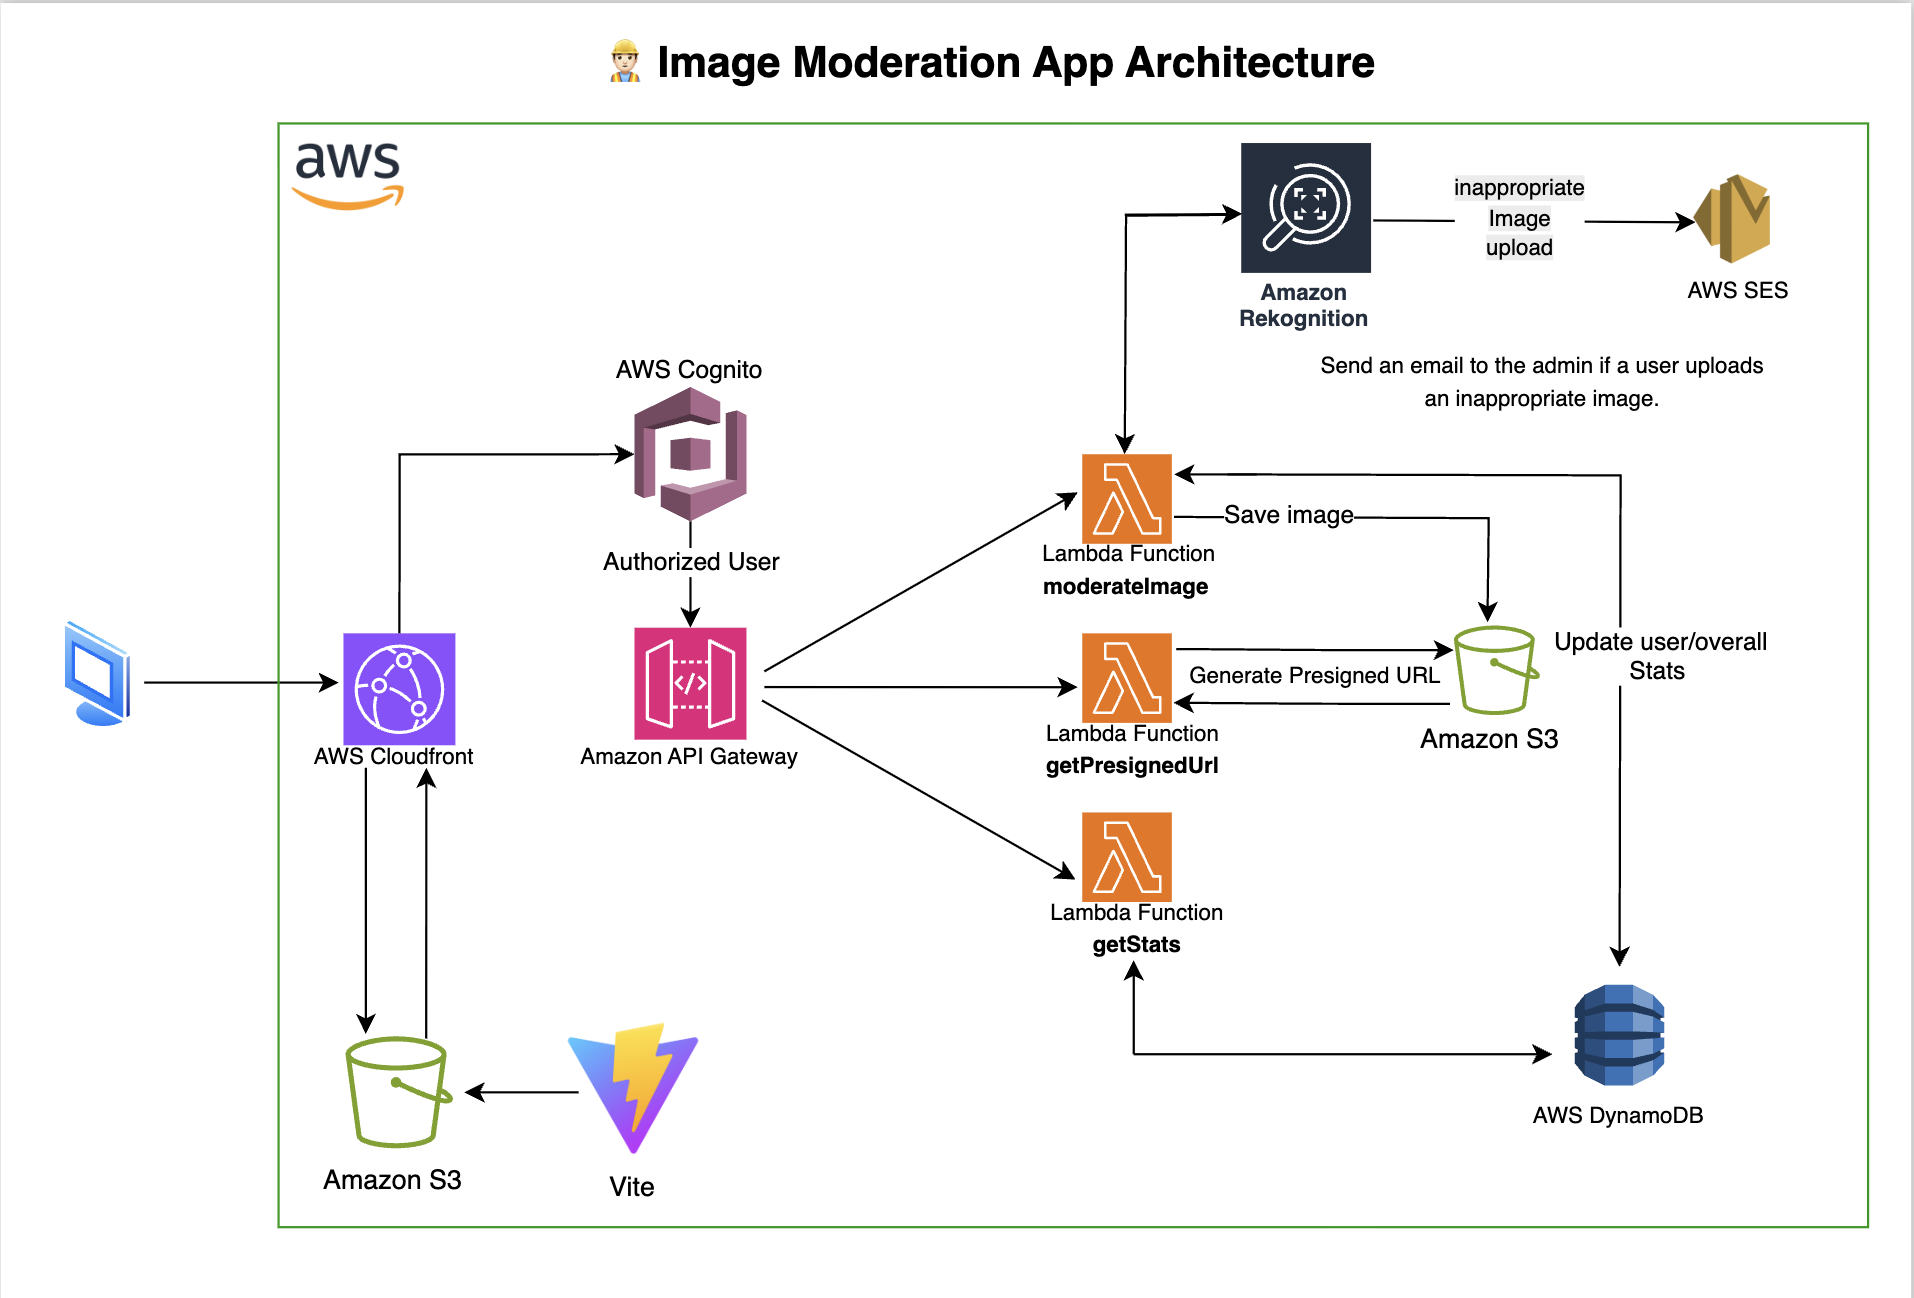 Image Moderation App Architecture
aws
inappropriate
Image
upload
AWS SES
Amazon
Rekognition
Send an email to the admin if a user uploads
an inappropriate image.
AWS Cognito
Authorized User
Save image
Lambda Function
moderateImage
Update user/overall
Stats
Generate Presigned URL
Amazon S3
Lambda Function
getPresignedUrl
AWS Cloudfront
Amazon API Gateway
Lambda Function
getStats
AWS DynamoDB
Amazon S3
Vite